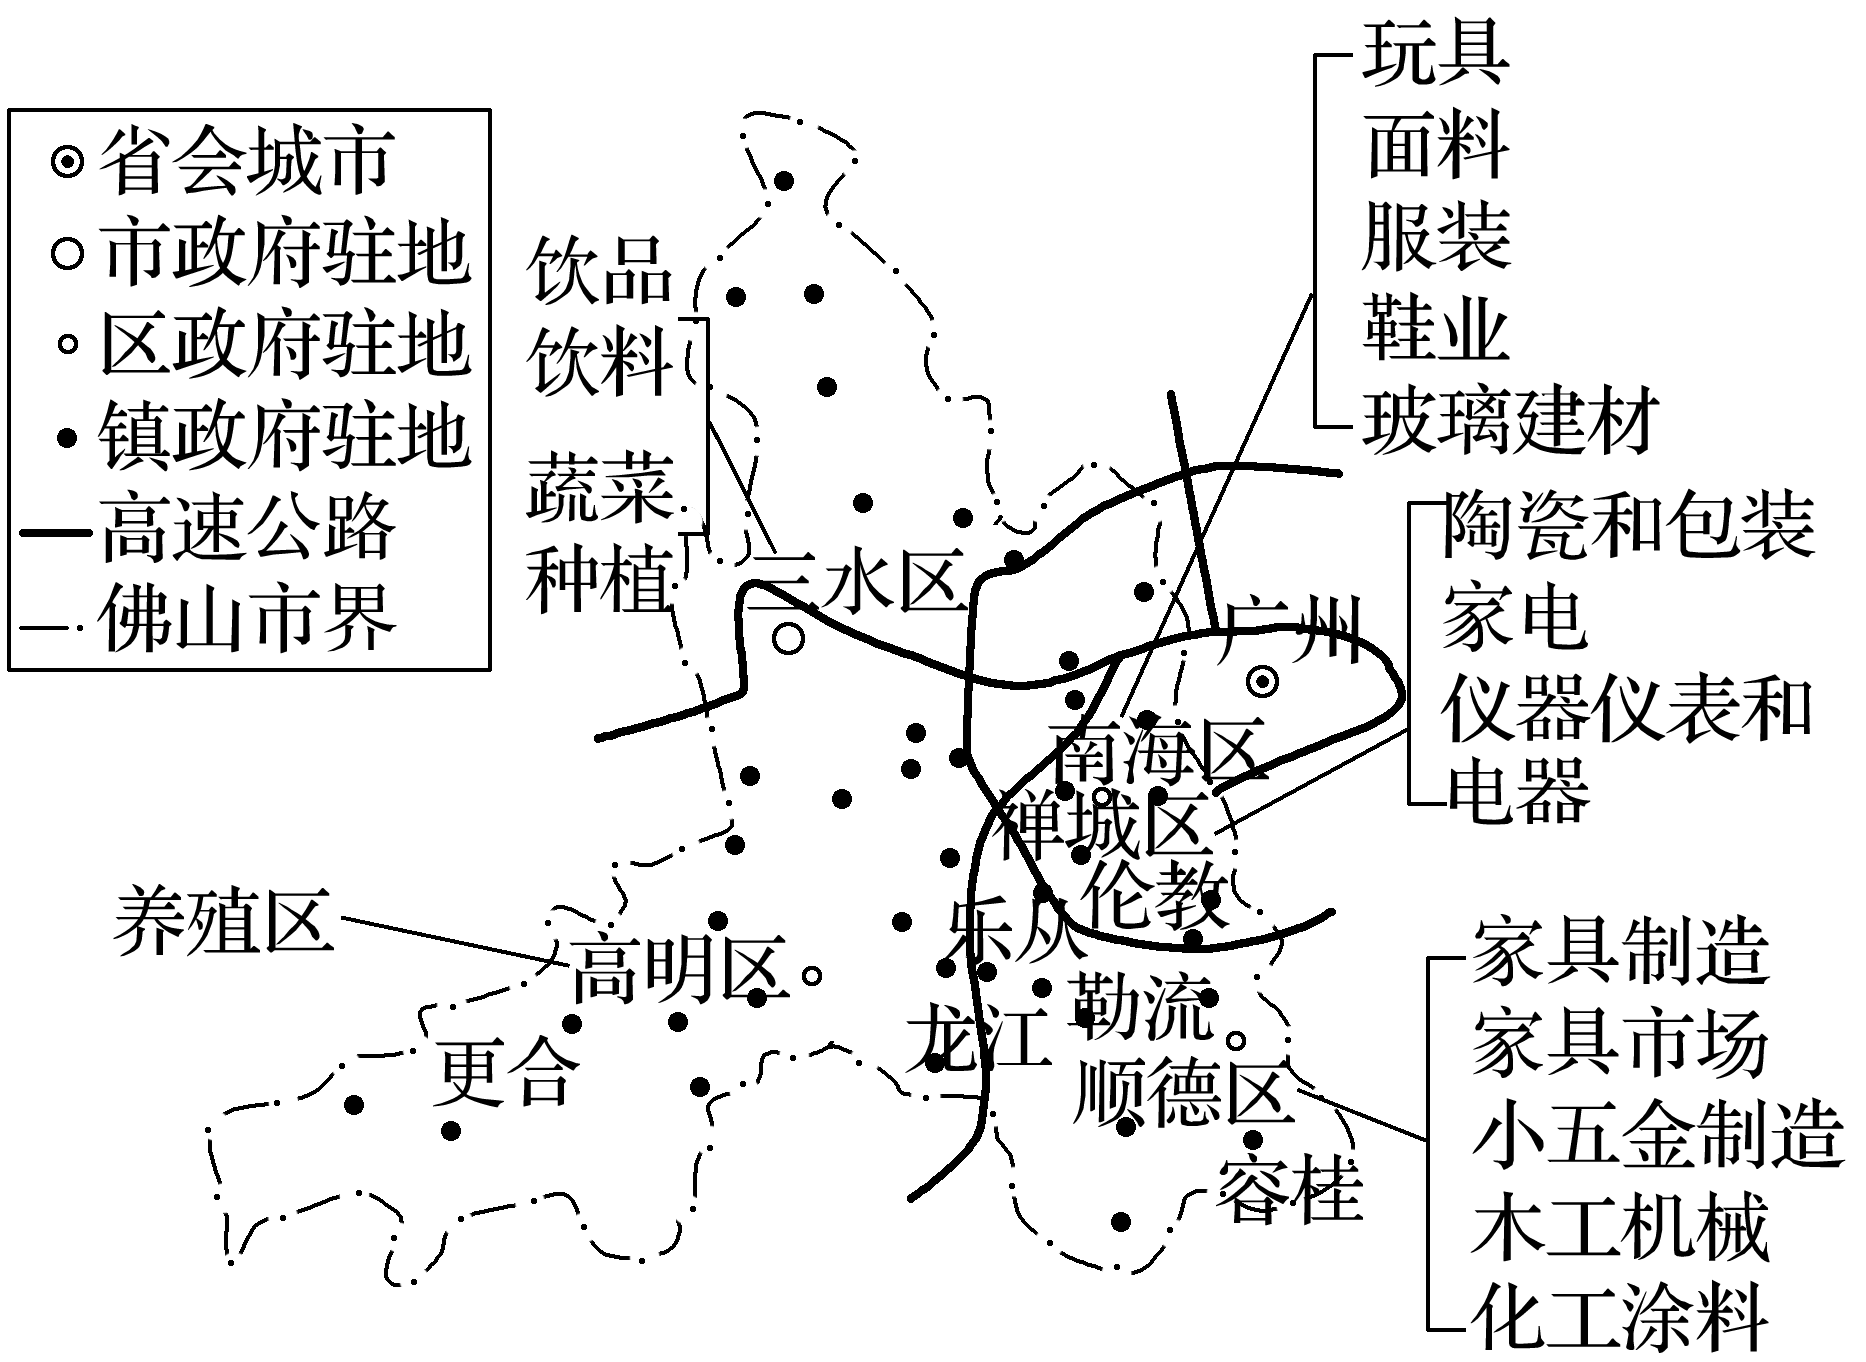 省会城市
市政府驻地
区政府驻地
镇政府驻地
高速公路
佛山市界
饮品
饮料
蔬菜
种植
玩具
面料
服装
鞋业
玻璃建材
陶瓷和包装
家电
仪器仪表和
电器
三水区
广州
南海区
禅城区
伦教
乐从
养殖区
高明区
勒流
龙江
更合
顺德区
容桂
家具制造
家具市场
小五金制造
木工机械
化工涂料